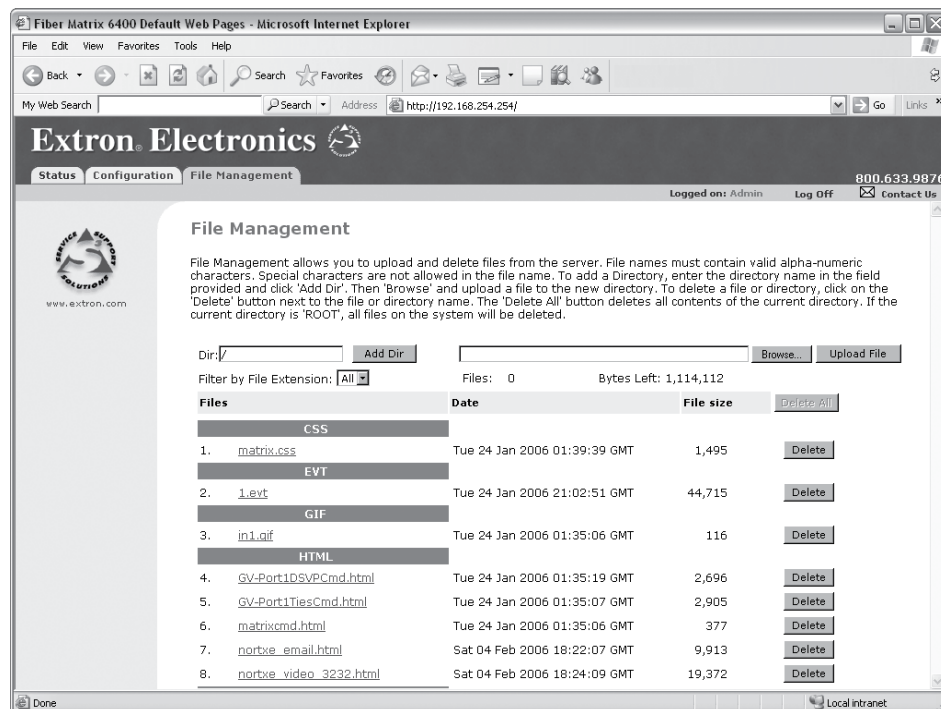 Fiber Matrix 6400 Default Web Pages - Microsoft Internet Explorer
File Edit View Favorites Tools Help
Back Search Favorites
My Web Search Search Address http://192.168.254.254/ Go Links »
Extron® Electronics
Status Configuration File Management 800.633.9876
Logged on: Admin Log Off Contact Us
SERVICE SUPPORT SOLUTIONS
www.extron.com
File Management
File Management allows you to upload and delete files from the server. File names must contain valid alpha-numeric
characters. Special characters are not allowed in the file name. To add a Directory, enter the directory name in the field
provided and click 'Add Dir'. Then 'Browse' and upload a file to the new directory. To delete a file or directory, click on the
'Delete' button next to the file or directory name. The 'Delete All' button deletes all contents of the current directory. If the
current directory is 'ROOT', all files on the system will be deleted.
Dir: / Add Dir Browse... Upload File
Filter by File Extension: All Files: 0 Bytes Left: 1,114,112
Files Date File size Delete All
CSS
1. matrix.css Tue 24 Jan 2006 01:39:39 GMT 1,495 Delete
EVT
2. 1.evt Tue 24 Jan 2006 21:02:51 GMT 44,715 Delete
GIF
3. in1.gif Tue 24 Jan 2006 01:35:06 GMT 116 Delete
HTML
4. GV-Port1DSVPCmd.html Tue 24 Jan 2006 01:35:19 GMT 2,696 Delete
5. GV-Port1TiesCmd.html Tue 24 Jan 2006 01:35:07 GMT 2,905 Delete
6. matrixcmd.html Tue 24 Jan 2006 01:35:06 GMT 377 Delete
7. nortxe_email.html Sat 04 Feb 2006 18:22:07 GMT 9,913 Delete
8. nortxe_video_3232.html Sat 04 Feb 2006 18:24:09 GMT 19,372 Delete
Done Local intranet